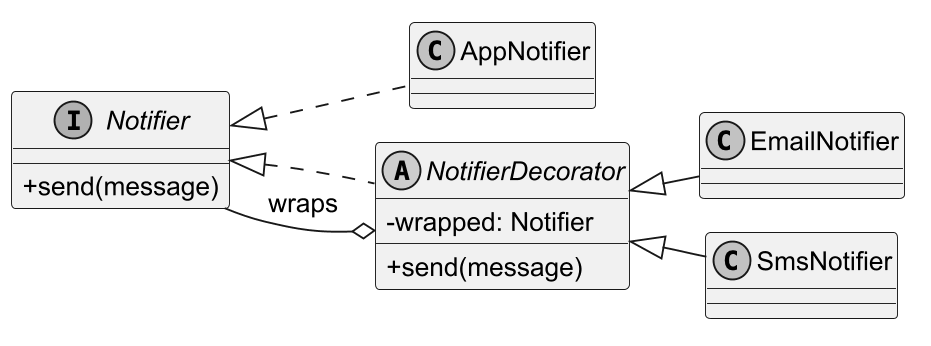 I Notifier
+send(message)
C AppNotifier
wraps
A NotifierDecorator
-wrapped: Notifier
+send(message)
C EmailNotifier
C SmsNotifier